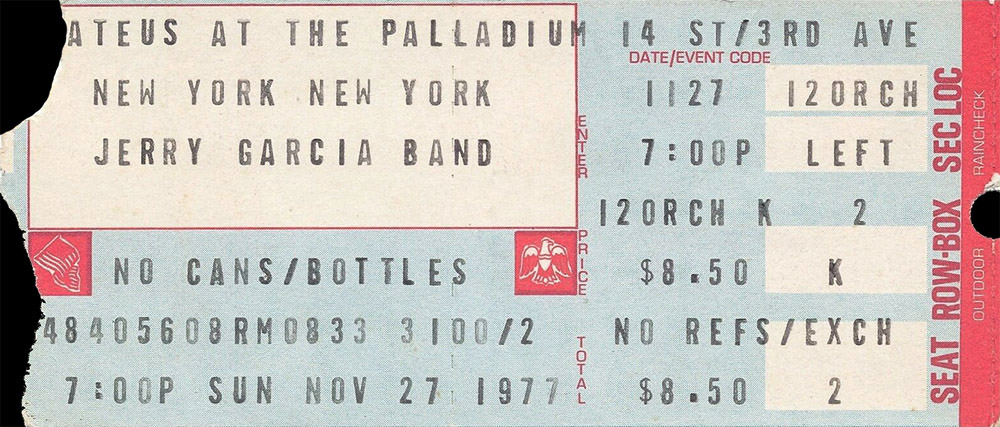 ATEUS AT THE PALLADIUM 14 ST/3RD AVE
DATE/EVENT CODE
NEW YORK NEW YORK 1127 120RCH
JERRY GARCIA BAND 7:00P LEFT
ENTER
120RCH K 2
PRICE
NO CANS/BOTTLES $8.50 K
48405608RM0833 3100/2 NO REFS/EXCH
TOTAL
7:00P SUN NOV 27 1977 $8.50 2
SEAT ROW-BOX SEC LOC
OUTDOOR RAINCHECK